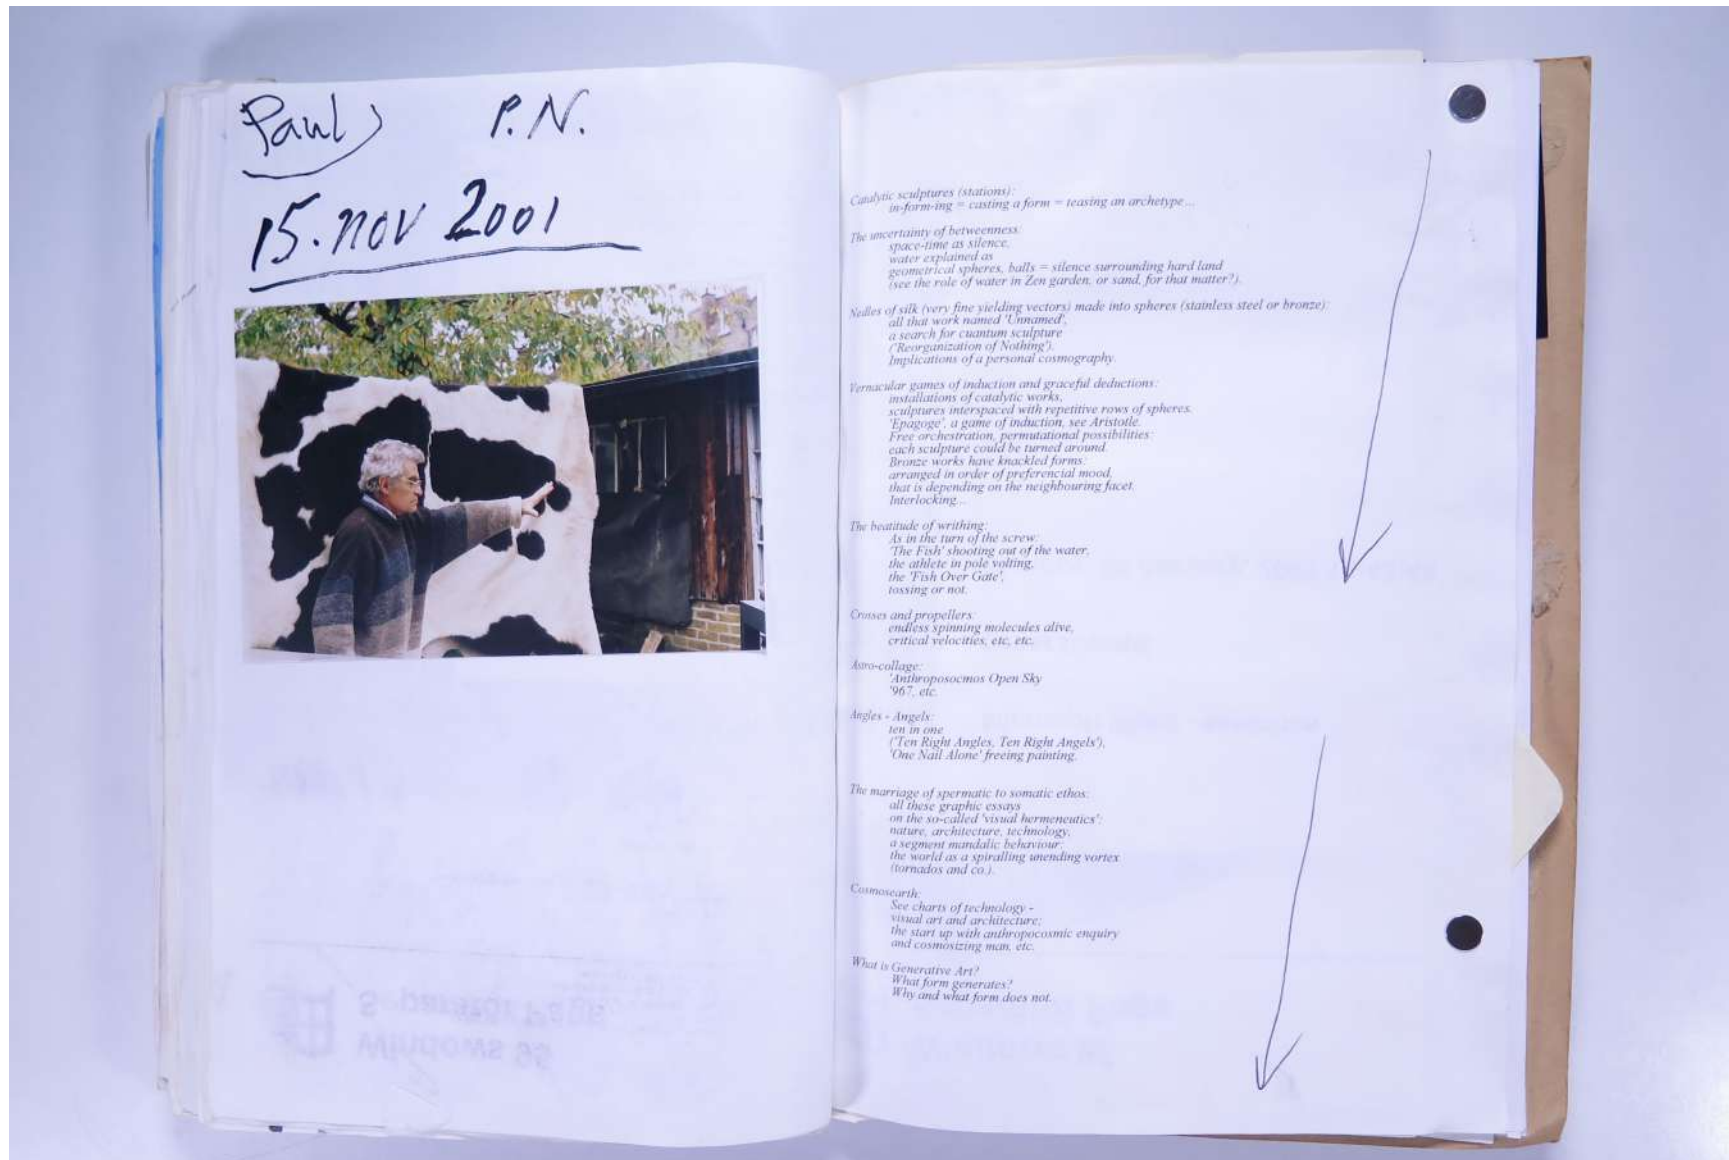 Paul P.N.
15. NOV 2001
Catalytic sculptures (stations):
in-form-ing = casting a form = teasing an archetype...
The uncertainty of betweenness:
space-time as silence,
water explained as
geometrical spheres, balls = silence surrounding hard land
(see the role of water in Zen garden, or sand, for that matter?).
Nedles of silk (very fine yielding vectors) made into spheres (stainless steel or bronze):
all that work named 'Unnamed',
a search for cuantum sculpture
('Reorganization of Nothing').
Implications of a personal cosmography.
Vernacular games of induction and graceful deductions:
installations of catalytic works,
sculptures interspaced with repetitive rows of spheres.
'Epagoge', a game of induction, see Aristotle.
Free orchestration, permutational possibilities:
each sculpture could be turned around.
Bronze works have knackled forms:
arranged in order of preferencial mood,
that is depending on the neighbouring facet.
Interlocking...
The beatitude of writhing:
As in the turn of the screw:
'The Fish' shooting out of the water,
the athlete in pole volting,
the 'Fish Over Gate',
tossing or not.
Crosses and propellers:
endless spinning molecules alive,
critical velocities, etc, etc.
Astro-collage:
'Anthroposocmos Open Sky
'967, etc.
Angles - Angels:
ten in one
('Ten Right Angles, Ten Right Angels'),
'One Nail Alone' freeing painting.
The marriage of spermatic to somatic ethos:
all these graphic essays
on the so-called 'visual hermeneutics':
nature, architecture, technology,
a segment mandalic behaviour:
the world as a spiralling unending vortex
(tornados and co.).
Cosmosearth:
See charts of technology -
visual art and architecture;
the start up with anthropocosmic enquiry
and cosmosizing man, etc.
What is Generative Art?
What form generates?
Why and what form does not.